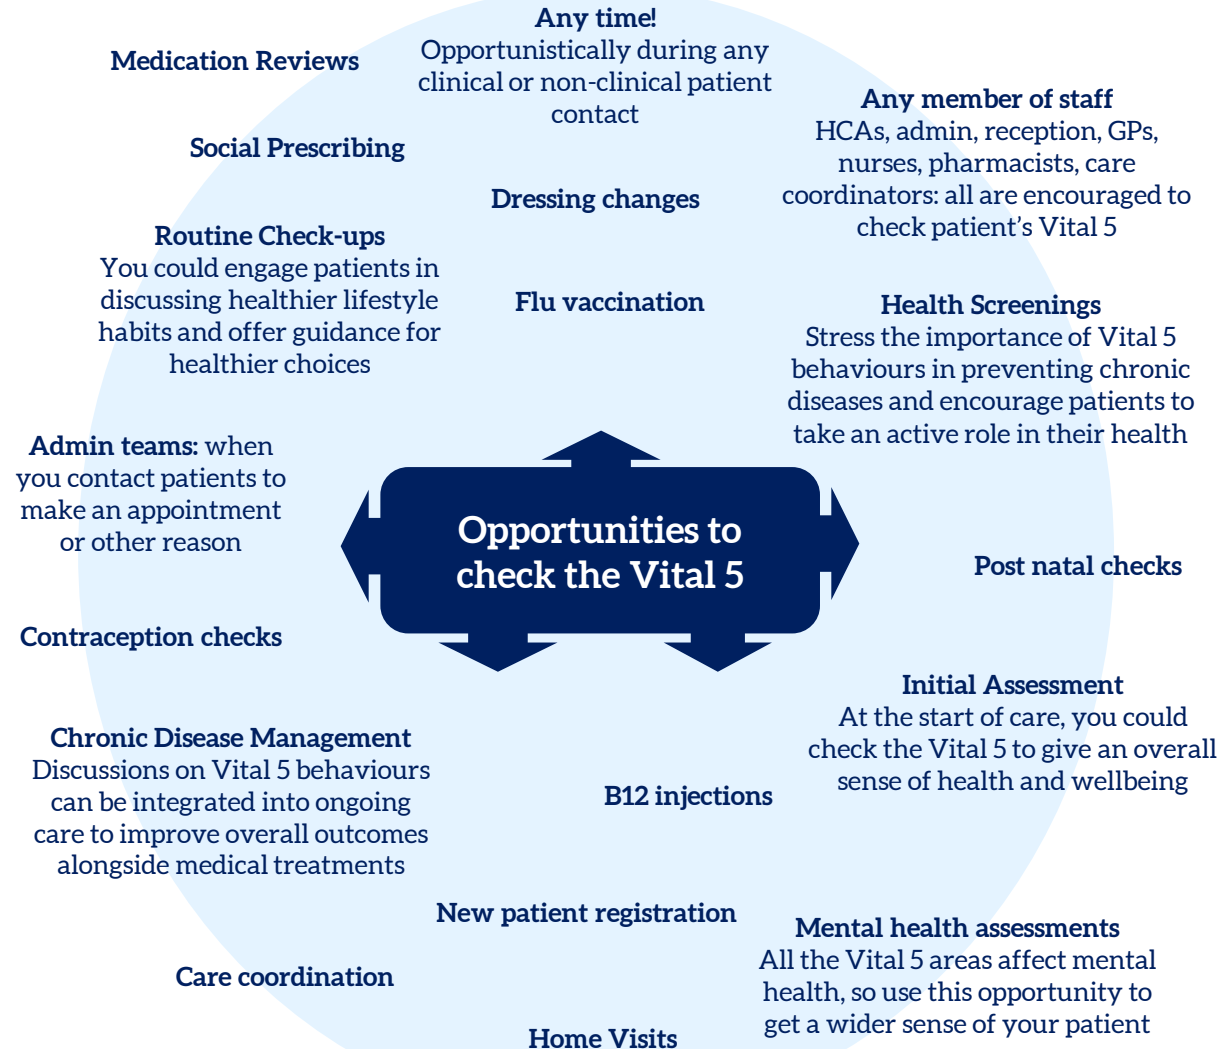 Any time!
Opportunistically during any
clinical or non-clinical patient
contact
Medication Reviews
Any member of staff
HCAs, admin, reception, GPs,
nurses, pharmacists, care
coordinators: all are encouraged to
check patient’s Vital 5
Social Prescribing
Dressing changes
Routine Check-ups
You could engage patients in
discussing healthier lifestyle
habits and offer guidance for
healthier choices
Flu vaccination
Health Screenings
Stress the importance of Vital 5
behaviours in preventing chronic
diseases and encourage patients to
take an active role in their health
Admin teams: when
you contact patients to
make an appointment
or other reason
Opportunities to
check the Vital 5
Post natal checks
Contraception checks
Initial Assessment
At the start of care, you could
check the Vital 5 to give an overall
sense of health and wellbeing
Chronic Disease Management
Discussions on Vital 5 behaviours
can be integrated into ongoing
care to improve overall outcomes
alongside medical treatments
B12 injections
New patient registration
Mental health assessments
All the Vital 5 areas affect mental
health, so use this opportunity to
get a wider sense of your patient
Care coordination
Home Visits